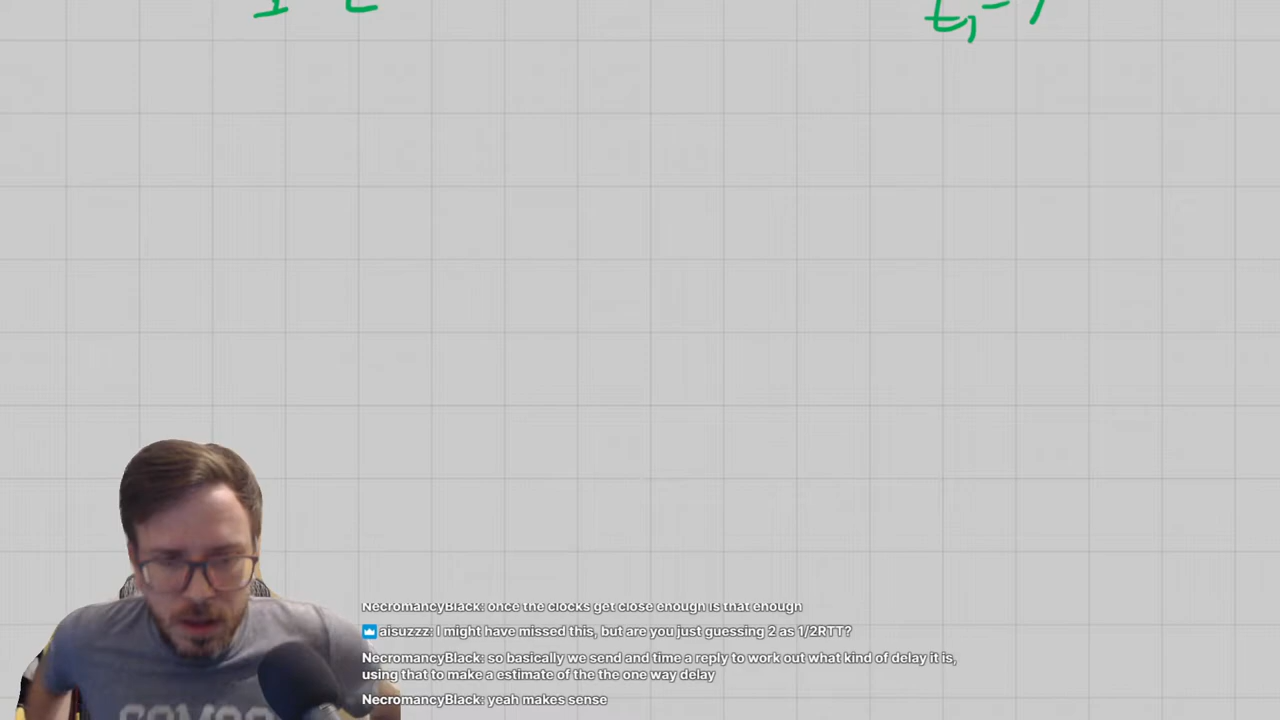 NecromancyBlack: once the clocks get close enough is that enough
aisuzzz: I might have missed this, but are you just guessing 2 as 1/2RTT?
NecromancyBlack: so basically we send and time a reply to work out what kind of delay it is,
using that to make a estimate of the the one way delay
NecromancyBlack: yeah makes sense